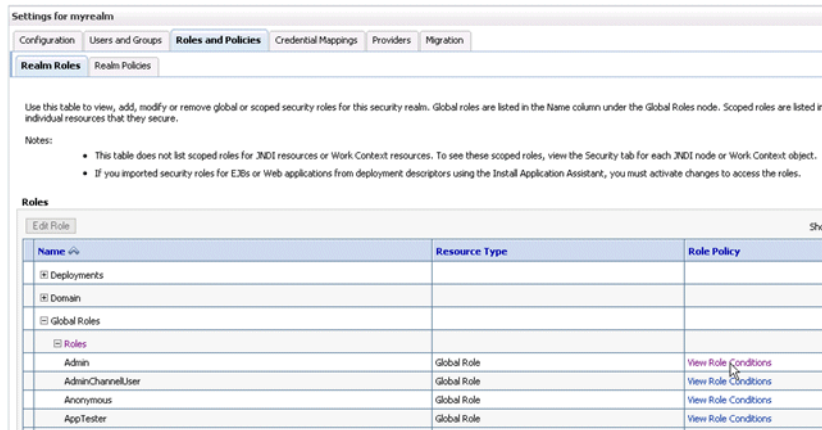 Settings for myrealm
Configuration Users and Groups Roles and Policies Credential Mappings Providers Migration
Realm Roles Realm Policies
Use this table to view, add, modify or remove global or scoped security roles for this security realm. Global roles are listed in the Name column under the Global Roles node. Scoped roles are listed
individual resources that they secure.
Notes:
• This table does not list scoped roles for JNDI resources or Work Context resources. To see these scoped roles, view the Security tab for each JNDI node or Work Context object.
• If you imported security roles for EJBs or Web applications from deployment descriptors using the Install Application Assistant, you must activate changes to access the roles.
Roles
Edit Role
Name Resource Type Role Policy
Deployments
Domain
Global Roles
Roles
Admin Global Role View Role Conditions
AdminChannelUser Global Role View Role Conditions
Anonymous Global Role View Role Conditions
AppTester Global Role View Role Conditions